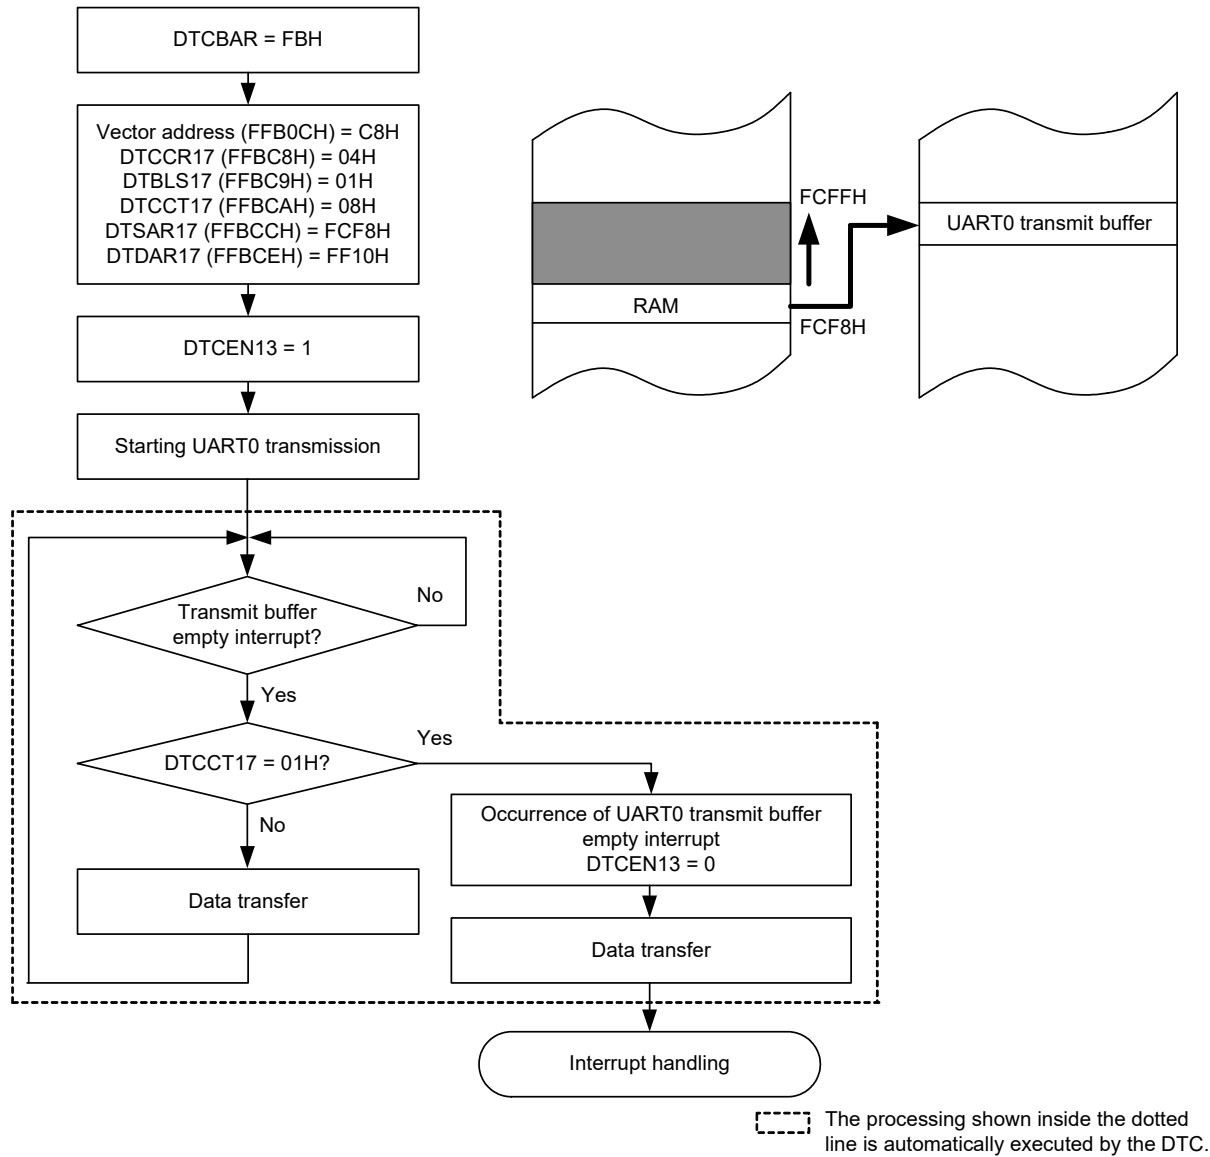 DTCBAR = FBH
Vector address (FFB0CH) = C8H
DTCCR17 (FFBC8H) = 04H
DTBLS17 (FFBC9H) = 01H
DTCCT17 (FFBCAH) = 08H
DTSAR17 (FFBCCH) = FCF8H
DTDAR17 (FFBCEH) = FF10H
DTCEN13 = 1
Starting UART0 transmission
FCFFH
UART0 transmit buffer
RAM
FCF8H
Transmit buffer
empty interrupt?
No
Yes
DTCCT17 = 01H?
Yes
No
Data transfer
Occurrence of UART0 transmit buffer
empty interrupt
DTCEN13 = 0
Data transfer
Interrupt handling
The processing shown inside the dotted
line is automatically executed by the DTC.